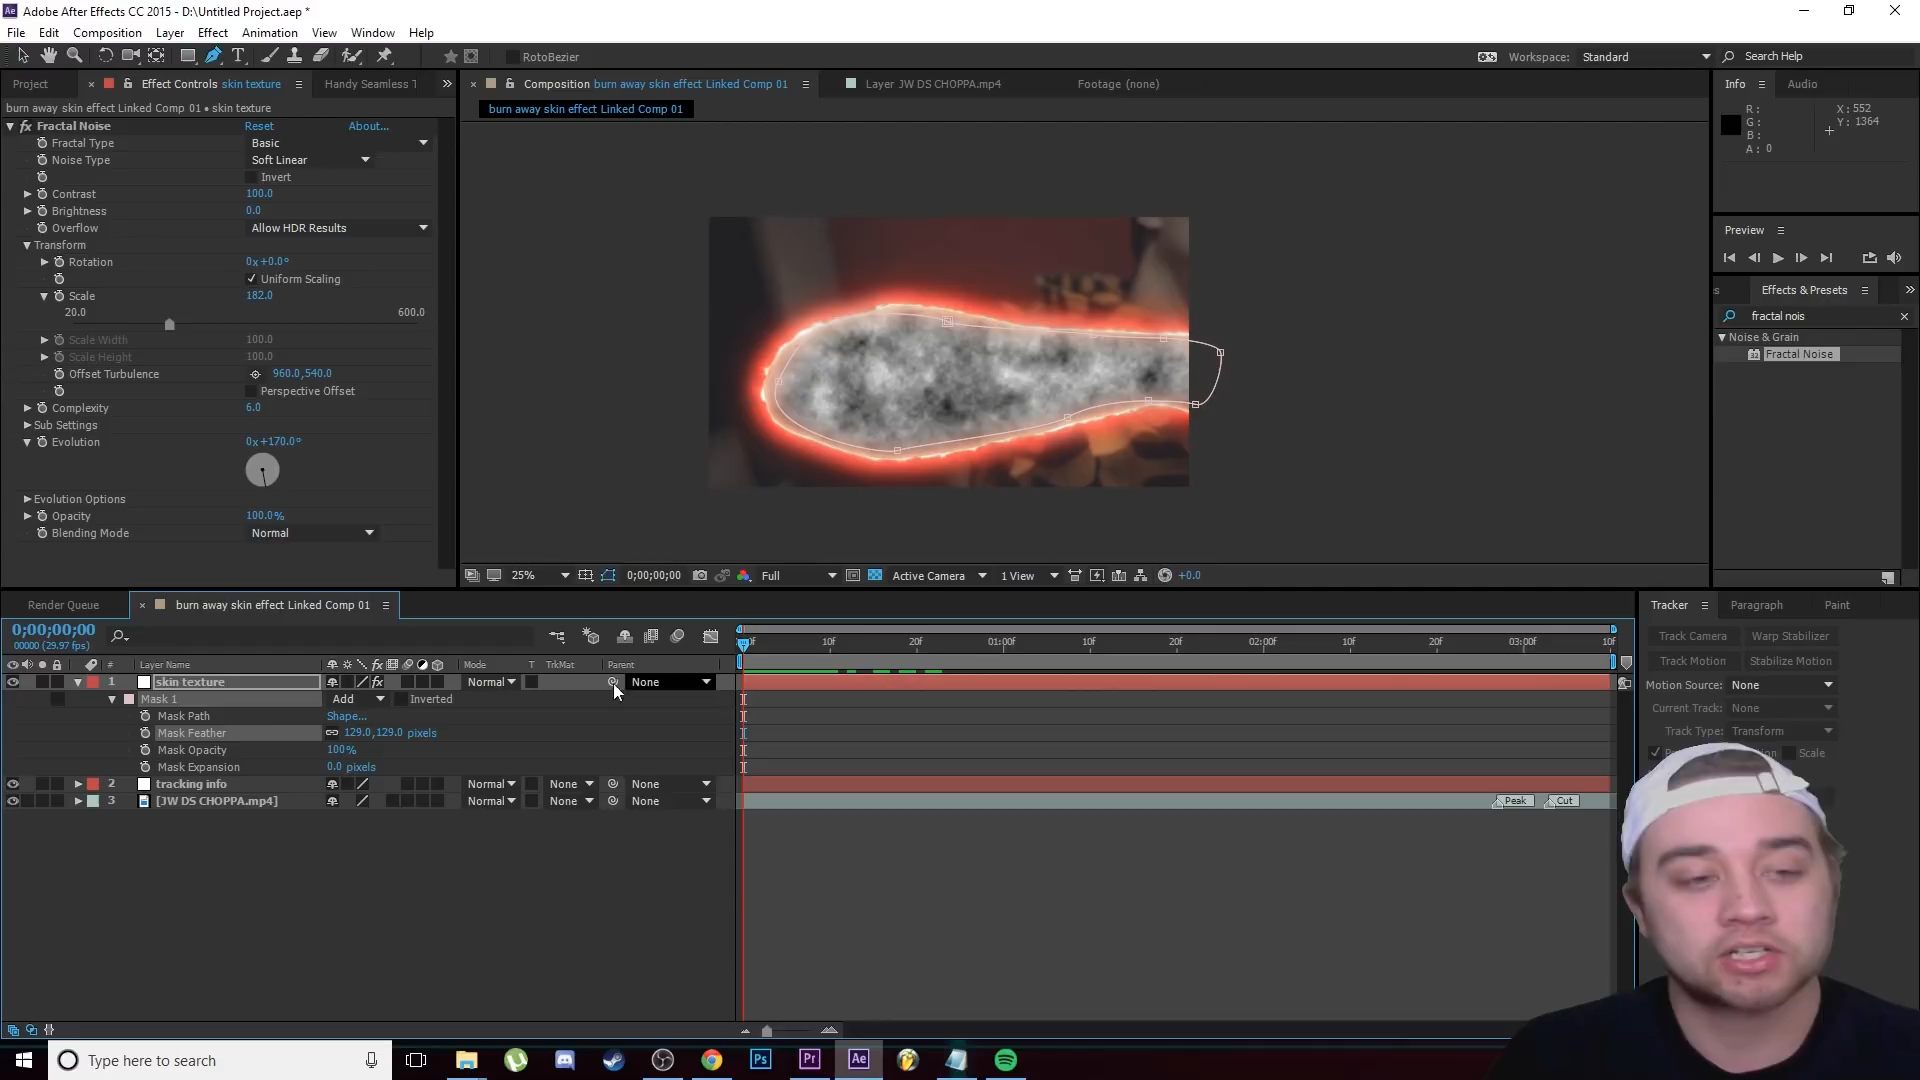 Adobe After Effects CC 2015 - D:\Untitled Project.aep *
File Edit Composition Layer Effect Animation View Window Help
RotoBezier
Workspace: Standard
Search Help
Project
Effect Controls skin texture
Handy Seamless T
Composition burn away skin effect Linked Comp 01
Layer JW DS CHOPPA.mp4
Footage (none)
Info
Audio
burn away skin effect Linked Comp 01 • skin texture
burn away skin effect Linked Comp 01
R:
G:
B:
A: 0
X: 552
Y: 1364
fx Fractal Noise Reset About...
Fractal Type Basic
Noise Type Soft Linear
Invert
Contrast 100.0
Brightness 0.0
Overflow Allow HDR Results
Transform
Rotation 0x+0.0°
Uniform Scaling
Scale 182.0
20.0 600.0
Scale Width 100.0
Scale Height 100.0
Offset Turbulence 960.0,540.0
Perspective Offset
Complexity 6.0
Sub Settings
Evolution 0x+170.0°
Evolution Options
Opacity 100.0%
Blending Mode Normal
Preview
s
Effects & Presets
fractal nois
Noise & Grain
32 Fractal Noise
25%
0;00;00;00
Full
Active Camera
1 View
+0.0
Render Queue
burn away skin effect Linked Comp 01
0;00;00;00
00000 (29.97 fps)
10f 20f 01:00f 10f 20f 02:00f 10f 20f 03:00f 10f
# Layer Name fx Mode T TrkMat Parent
1 skin texture fx Normal None
Mask 1 Add Inverted
Mask Path Shape...
Mask Feather 129.0,129.0 pixels
Mask Opacity 100%
Mask Expansion 0.0 pixels
2 tracking info Normal None None
3 [JW DS CHOPPA.mp4] Normal None None
Peak Cut
Tracker
Paragraph
Paint
Track Camera Warp Stabilizer
Track Motion Stabilize Motion
Motion Source: None
Current Track: None
Track Type: Transform
Scale
Type here to search
Ps
Pr
Ae